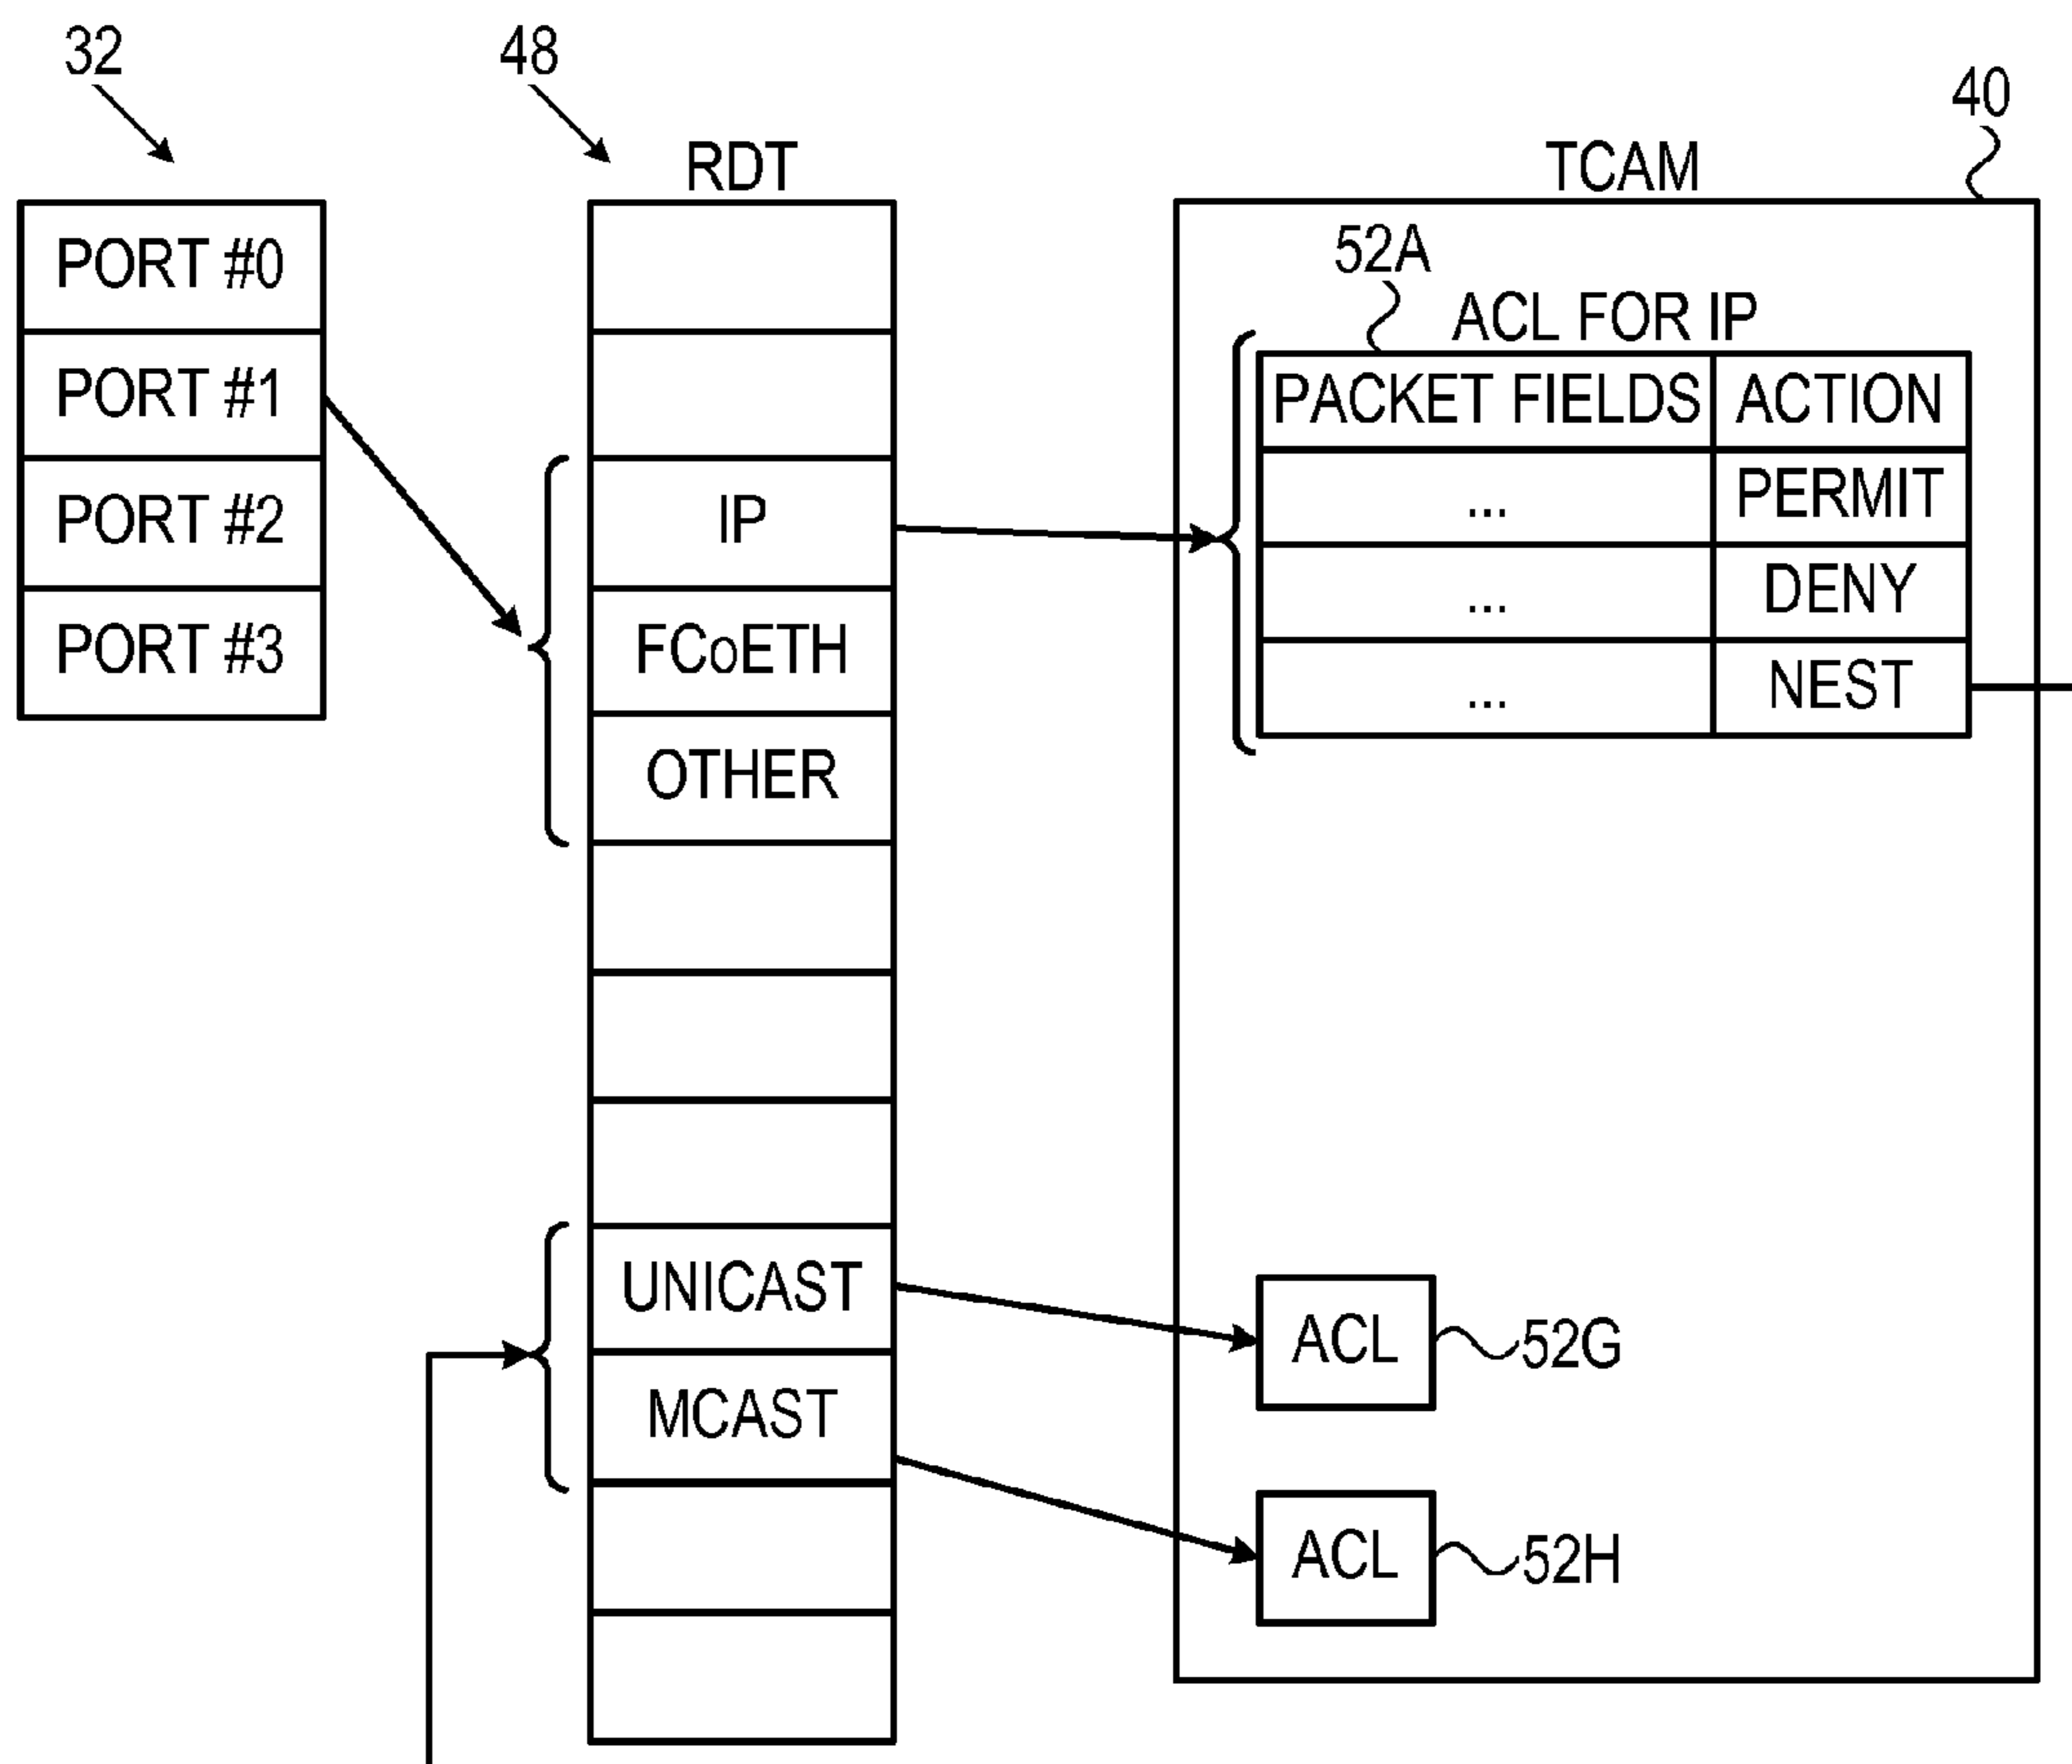 32
48
40
RDT
TCAM
PORT #0
PORT #1
PORT #2
PORT #3
IP
FCoETH
OTHER
UNICAST
MCAST
52A
ACL FOR IP
PACKET FIELDS ACTION
... PERMIT
... DENY
... NEST
ACL 52G
ACL 52H